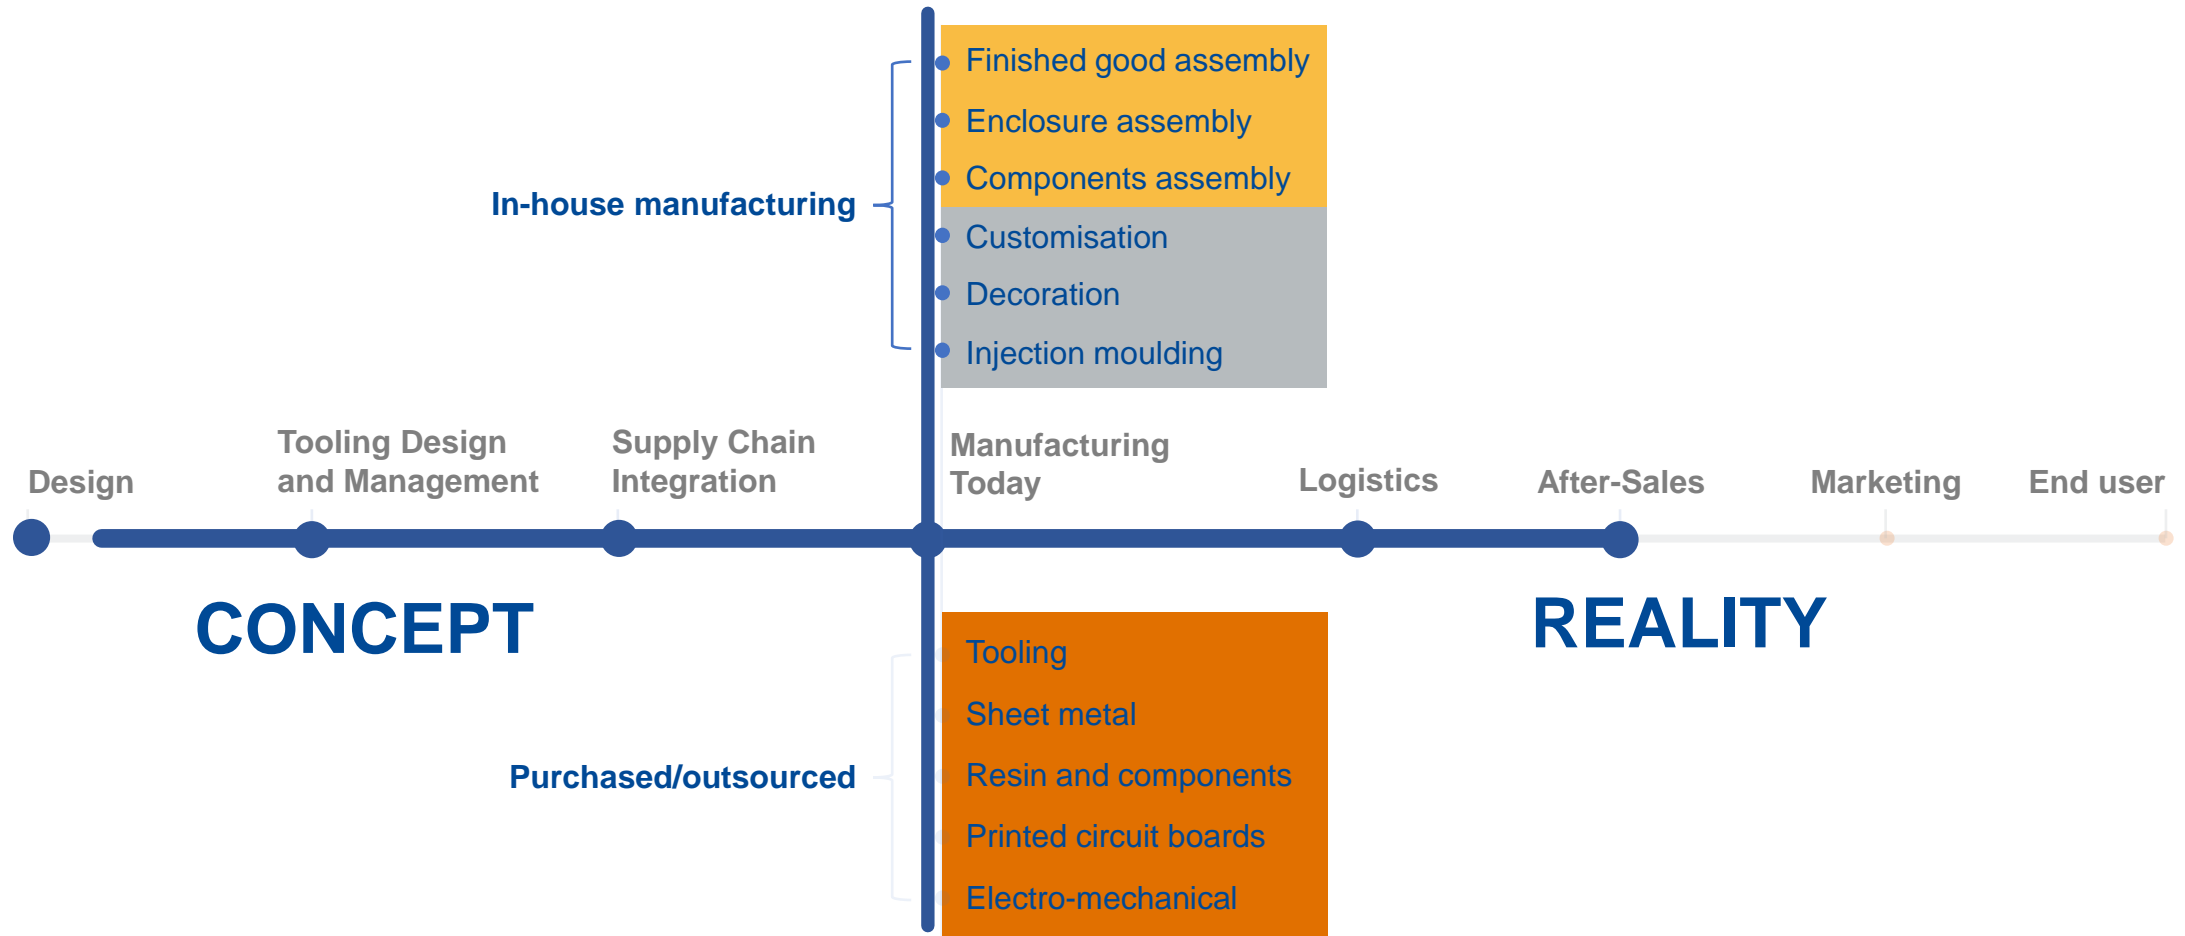 Finished good assembly
Enclosure assembly
Components assembly
In-house manufacturing
Customisation
Decoration
Injection moulding
Design
Tooling Design
and Management
Supply Chain
Integration
Manufacturing
Today
Logistics
After-Sales
Marketing
End user
CONCEPT
REALITY
Tooling
Sheet metal
Purchased/outsourced
Resin and components
Printed circuit boards
Electro-mechanical